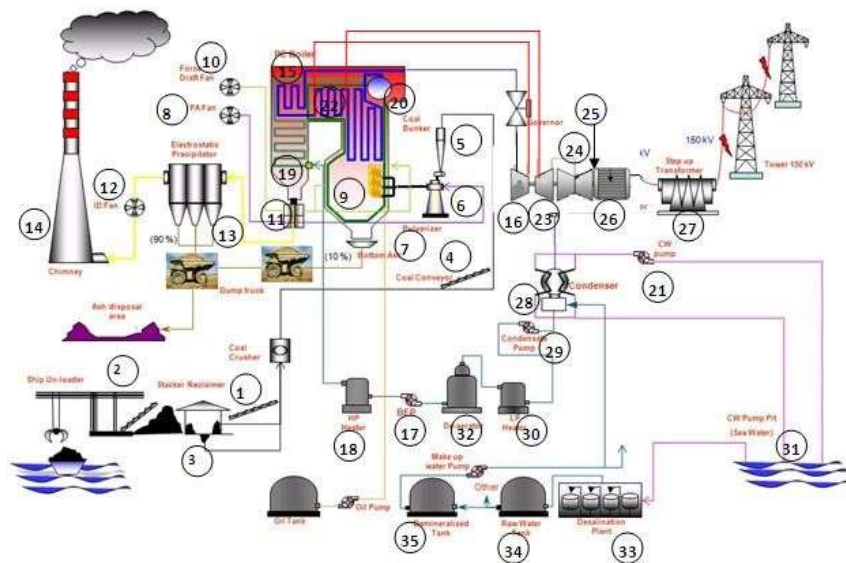 10
Forced
Draft Fan
8
PA Fan
PC Boiler
15
22
20
Coal
Bunker
5
Governor
25
24
kV
150 kV
Step up
Transformer
Tower 150 kV
Electrostatic
Precipitator
12
ID Fan
14
19
9
6
16
23
26
or
27
11
13
(90%)
Chimney
Pulverizer
7
Bottom Ash
(10%)
4
Coal Conveyor
CW
pump
21
Dump truck
Condenser
28
Ash disposal
area
Coal
Crusher
Condensate
Pump
29
2
Ship Un-loader
Stacker Reclaimer
1
3
HP
Heater
18
BFP
17
Deaerator
32
LP
Heater
30
CW Pump Pit
(Sea Water)
31
Make up
water Pump
Other
Oil Tank
Oil Pump
Demineralized
Tank
35
Raw Water
Tank
34
Desalination
Plant
33